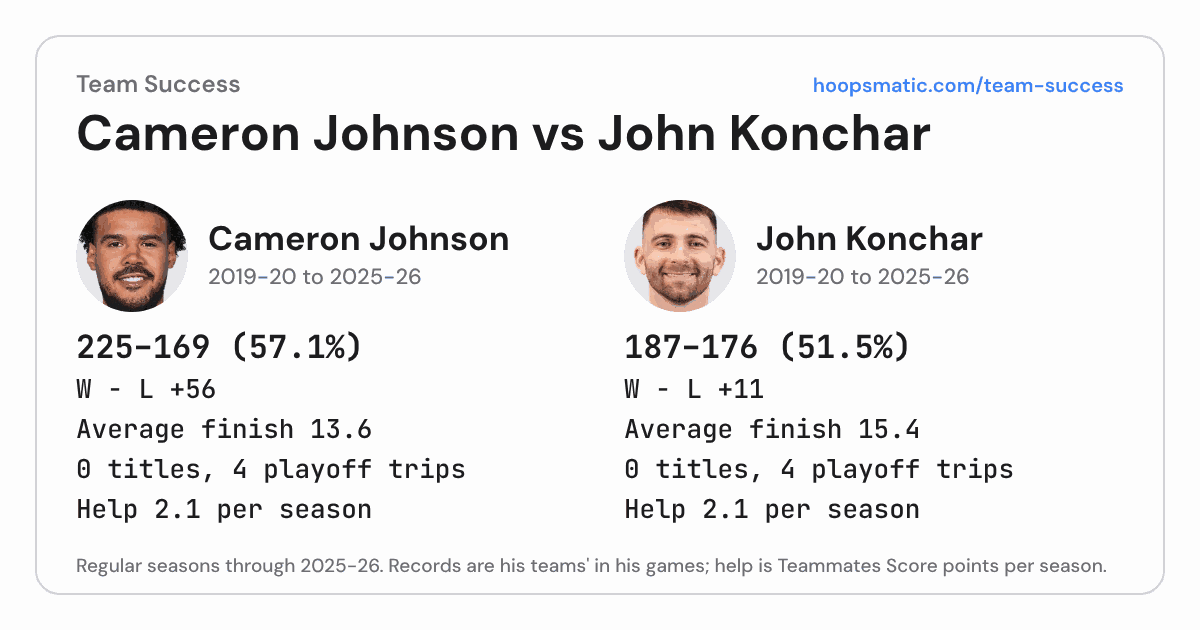 Team Success
hoopsmatic.com/team-success
Cameron Johnson vs John Konchar
Cameron Johnson
2019-20 to 2025-26
225-169 (57.1%)
W - L +56
Average finish 13.6
0 titles, 4 playoff trips
Help 2.1 per season
John Konchar
2019-20 to 2025-26
187-176 (51.5%)
W - L +11
Average finish 15.4
0 titles, 4 playoff trips
Help 2.1 per season
Regular seasons through 2025-26. Records are his teams' in his games; help is Teammates Score points per season.